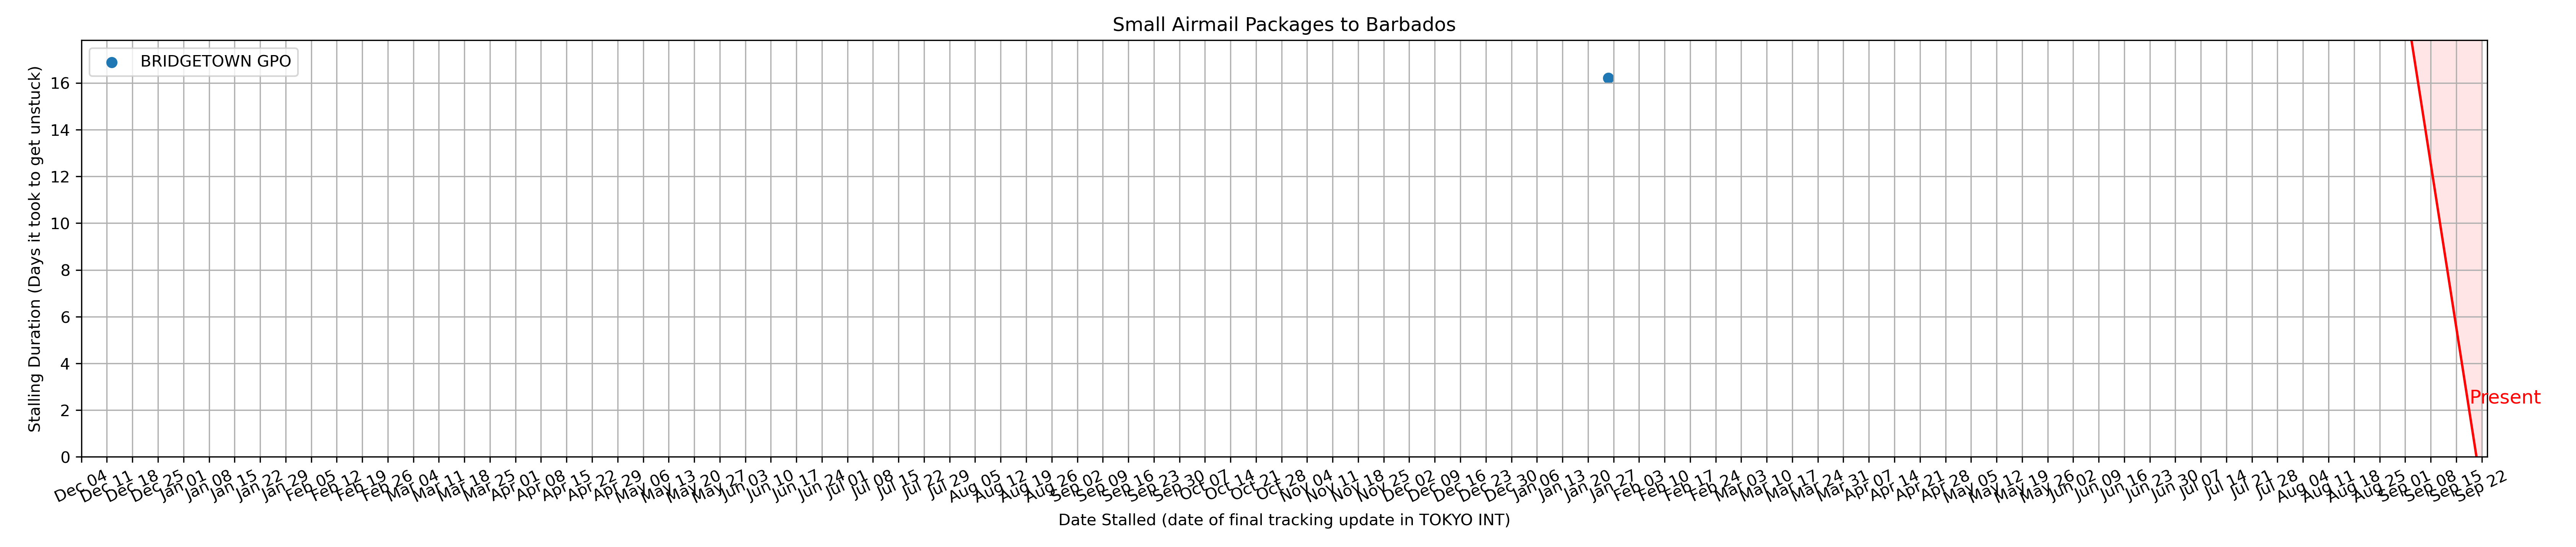 Small Airmail Packages to Barbados
BRIDGETOWN GPO
Stalling Duration (Days it took to get unstuck)
16
14
12
10
8
6
4
2
0
Present
Dec 04
Dec 11
Dec 18
Dec 25
Jan 01
Jan 08
Jan 15
Jan 22
Jan 29
Feb 05
Feb 12
Feb 19
Feb 26
Mar 04
Mar 11
Mar 18
Mar 25
Apr 01
Apr 08
Apr 15
Apr 22
Apr 29
May 06
May 13
May 20
May 27
Jun 03
Jun 10
Jun 17
Jun 24
Jul 01
Jul 08
Jul 15
Jul 22
Jul 29
Aug 05
Aug 12
Aug 19
Aug 26
Sep 02
Sep 09
Sep 16
Sep 23
Sep 30
Oct 07
Oct 14
Oct 21
Oct 28
Nov 04
Nov 11
Nov 18
Nov 25
Dec 02
Dec 09
Dec 16
Dec 23
Dec 30
Jan 06
Jan 13
Jan 20
Jan 27
Feb 03
Feb 10
Feb 17
Feb 24
Mar 03
Mar 10
Mar 17
Mar 24
Mar 31
Apr 07
Apr 14
Apr 21
Apr 28
May 05
May 12
May 19
May 26
Jun 02
Jun 09
Jun 16
Jun 23
Jun 30
Jul 07
Jul 14
Jul 21
Jul 28
Aug 04
Aug 11
Aug 18
Aug 25
Sep 01
Sep 08
Sep 15
Sep 22
Date Stalled (date of final tracking update in TOKYO INT)